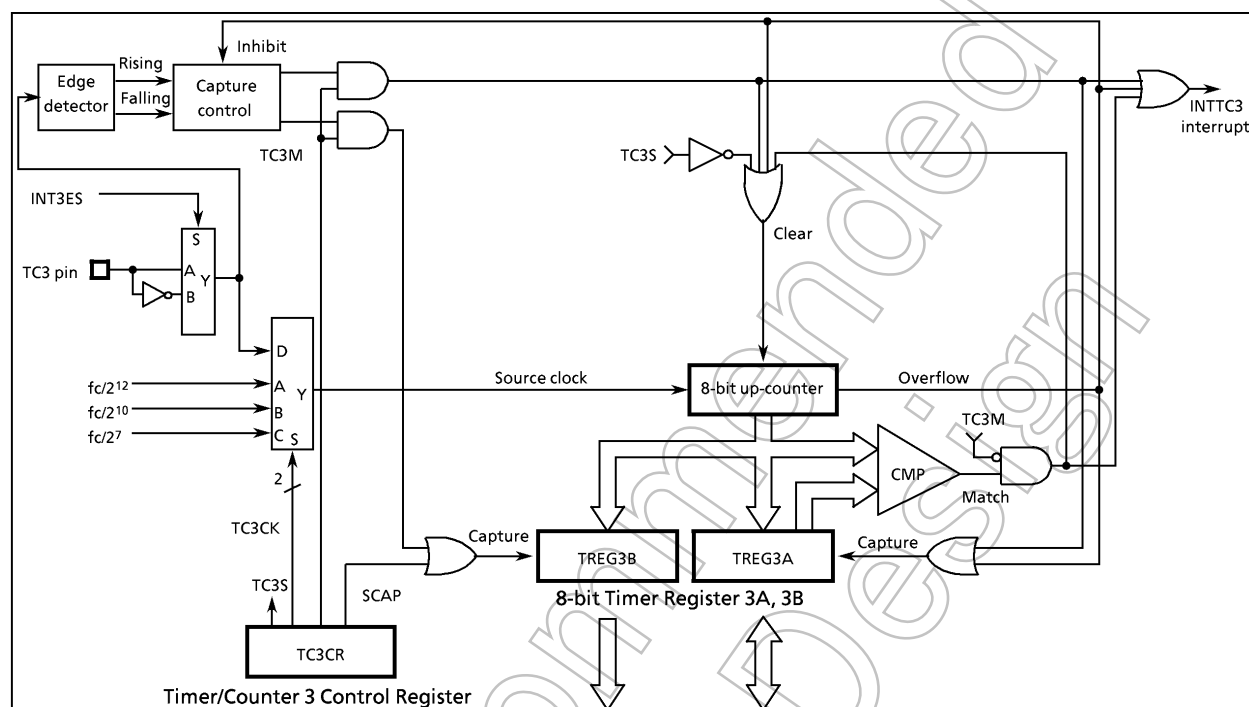 Inhibit
Rising
Edge
detector
Falling
Capture
control
TC3M
INTTC3
interrupt
TC3S
Clear
INT3ES
S
TC3 pin
A
Y
B
D
fc/2¹²
A
Y
fc/2¹⁰
B
fc/2⁷
C
S
Source clock
8-bit up-counter
Overflow
TC3M
CMP
Match
2
TC3CK
Capture
TREG3B
TREG3A
Capture
TC3S
SCAP
8-bit Timer Register 3A, 3B
TC3CR
Timer/Counter 3 Control Register
ommended
Design